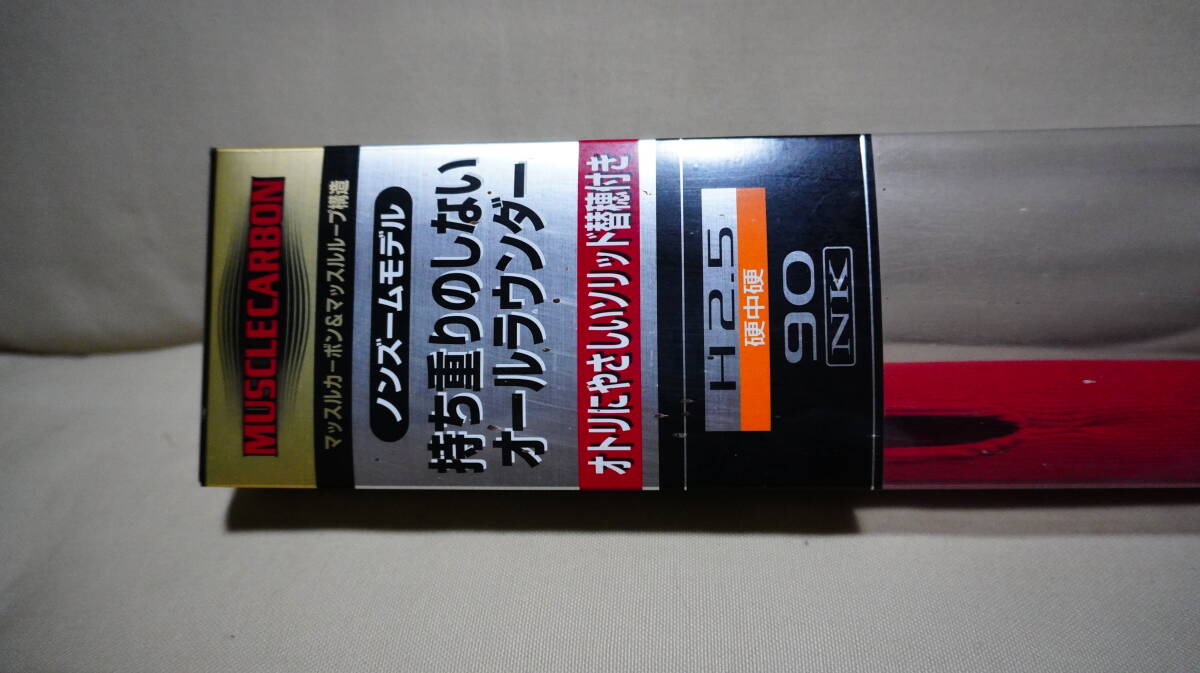 MUSCLECARBON
マッスルカーボン&マッスルループ構造
ノンズームモデル
持ち重りのしない
オールラウンダー
オトリにやさしいソリッド替穂付き
H2.5
硬中硬
90
NK